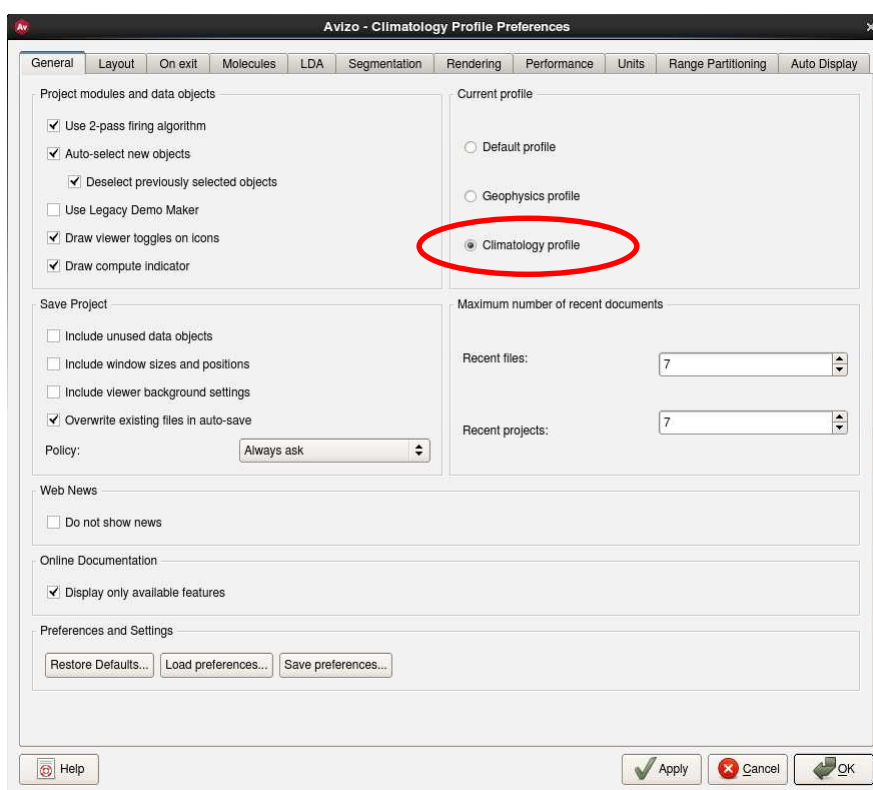 Av
Avizo - Climatology Profile Preferences
General Layout On exit Molecules LDA Segmentation Rendering Performance Units Range Partitioning Auto Display
Project modules and data objects
Use 2-pass firing algorithm
Auto-select new objects
Deselect previously selected objects
Use Legacy Demo Maker
Draw viewer toggles on icons
Draw compute indicator
Current profile
Default profile
Geophysics profile
Climatology profile
Save Project
Include unused data objects
Include window sizes and positions
Include viewer background settings
Overwrite existing files in auto-save
Policy: Always ask
Maximum number of recent documents
Recent files: 7
Recent projects: 7
Web News
Do not show news
Online Documentation
Display only available features
Preferences and Settings
Restore Defaults... Load preferences... Save preferences...
Help Apply Cancel OK